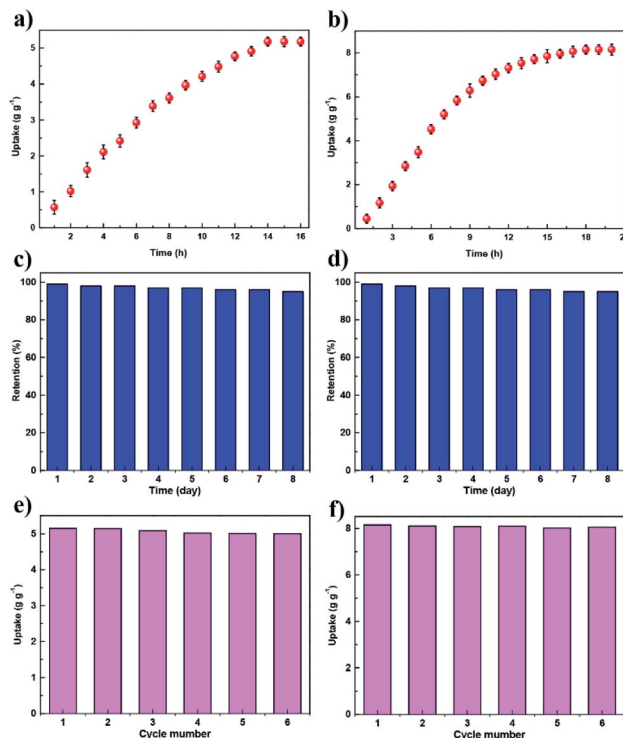 a)
Uptake (g g⁻¹)
5
4
3
2
1
0
2 4 6 8 10 12 14 16
Time (h)
b)
Uptake (g g⁻¹)
8
6
4
2
0
3 6 9 12 15 18 21
Time (h)
c)
Retention (%)
100
80
60
40
20
0
1 2 3 4 5 6 7 8
Time (day)
d)
Retention (%)
100
80
60
40
20
0
1 2 3 4 5 6 7 8
Time (day)
e)
Uptake (g g⁻¹)
5
4
3
2
1
0
1 2 3 4 5 6
Cycle mumber
f)
Uptake (g g⁻¹)
8
6
4
2
0
1 2 3 4 5 6
Cycle mumber